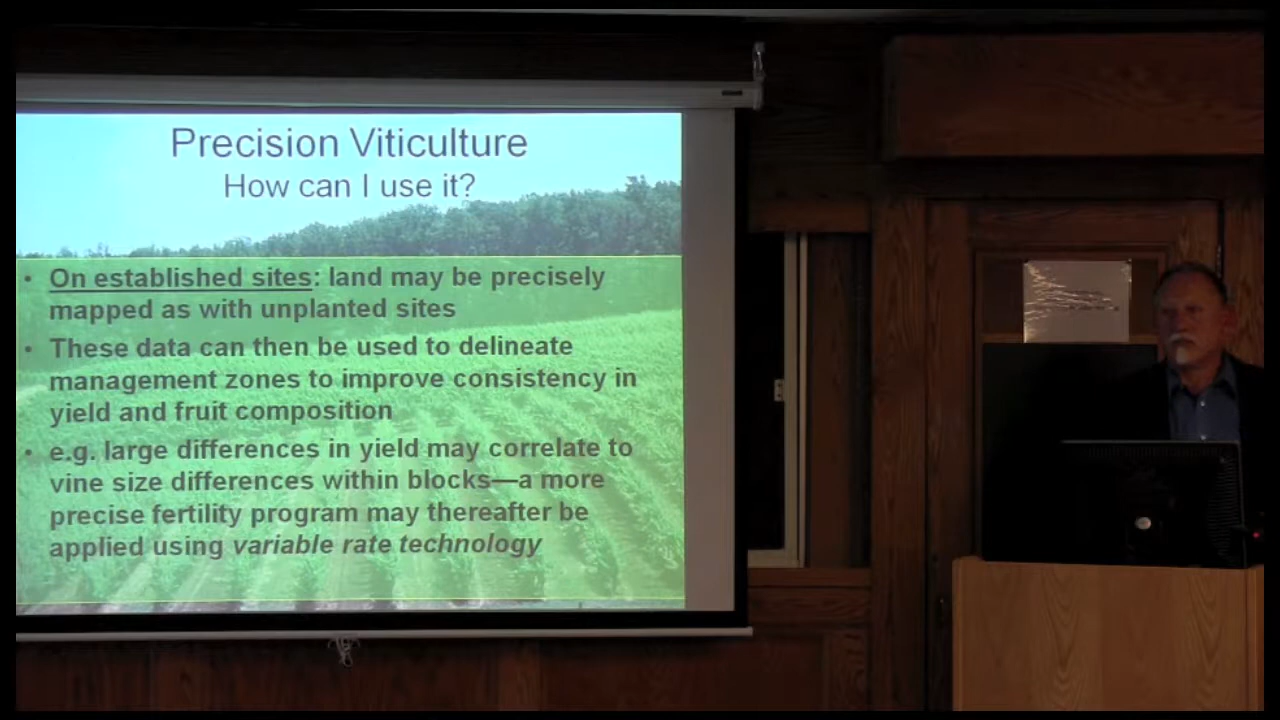 Precision Viticulture
How can I use it?
• On established sites: land may be precisely
mapped as with unplanted sites
• These data can then be used to delineate
management zones to improve consistency in
yield and fruit composition
• e.g. large differences in yield may correlate to
vine size differences within blocks—a more
precise fertility program may thereafter be
applied using variable rate technology